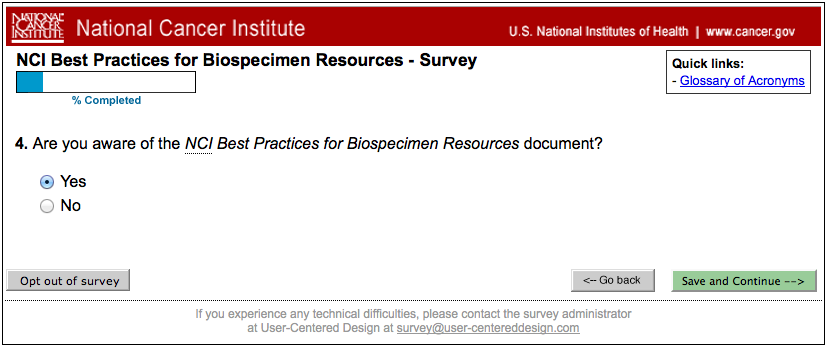 NATIONAL
CANCER
INSTITUTE
National Cancer Institute
U.S. National Institutes of Health | www.cancer.gov
NCI Best Practices for Biospecimen Resources - Survey
% Completed
Quick links:
- Glossary of Acronyms
4. Are you aware of the NCI Best Practices for Biospecimen Resources document?
Yes
No
Opt out of survey
<-- Go back
Save and Continue -->
If you experience any technical difficulties, please contact the survey administrator
at User-Centered Design at survey@user-centereddesign.com